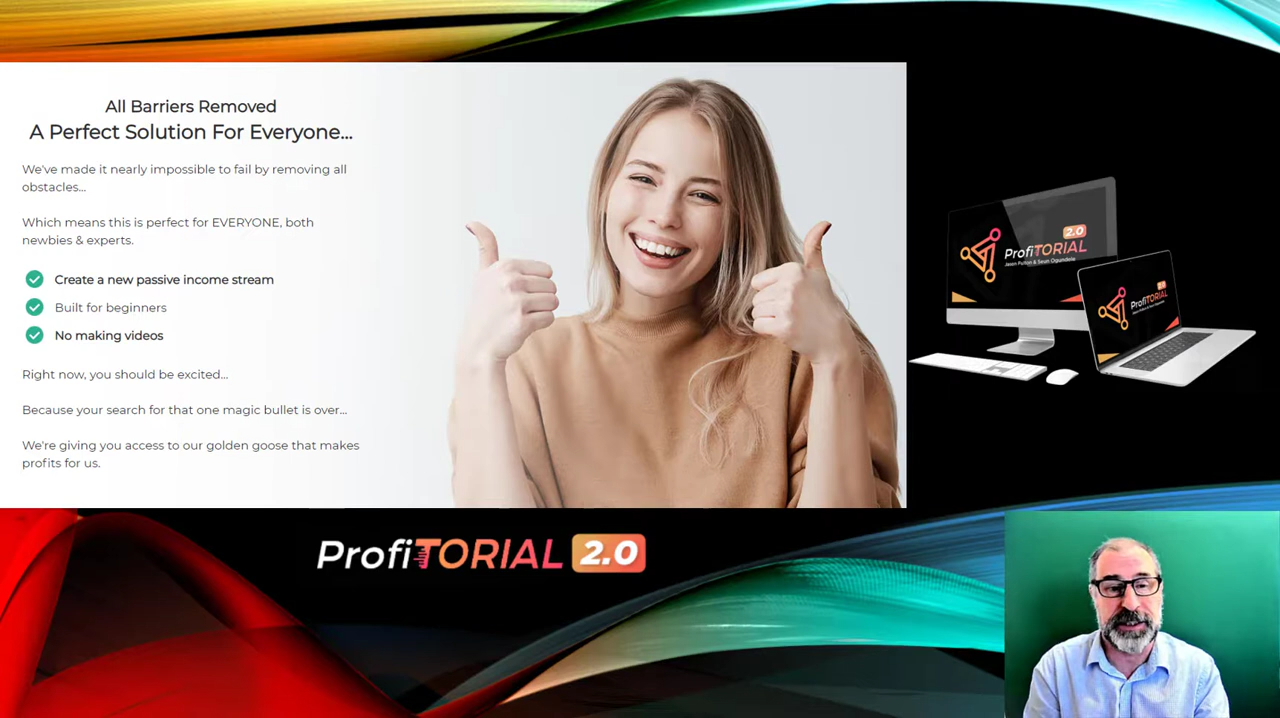 All Barriers Removed
A Perfect Solution For Everyone...
We've made it nearly impossible to fail by removing all
obstacles...
Which means this is perfect for EVERYONE, both
newbies & experts.
Create a new passive income stream
Built for beginners
No making videos
Right now, you should be excited...
Because your search for that one magic bullet is over...
We're giving you access to our golden goose that makes
profits for us.
2.0
ProfiTORIAL
2.0
ProfiTORIAL
ProfiTORIAL 2.0